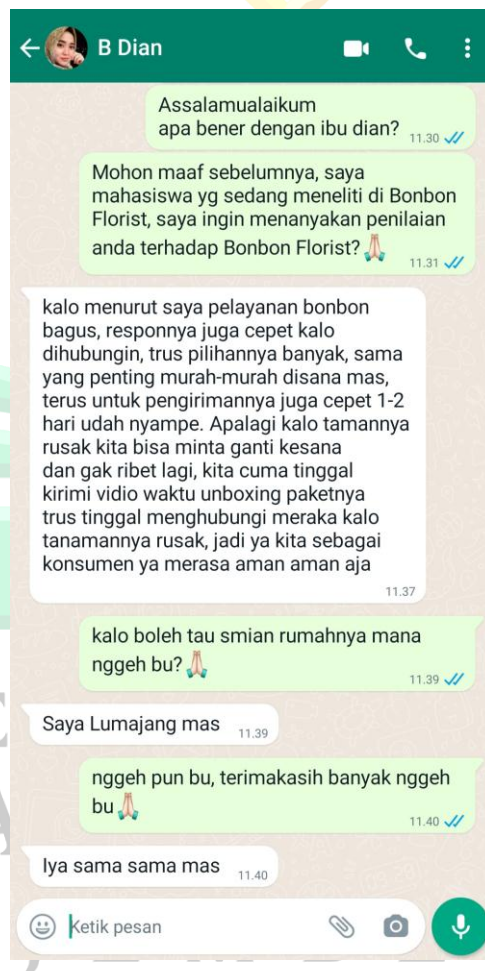 B Dian
Assalamualaikum
apa bener dengan ibu dian?
11.30
Mohon maaf sebelumnya, saya
mahasiswa yg sedang meneliti di Bonbon
Florist, saya ingin menanyakan penilaian
anda terhadap Bonbon Florist?🙏🏻
11.31
kalo menurut saya pelayanan bonbon
bagus, responnya juga cepet kalo
dihubungin, trus pilihannya banyak, sama
yang penting murah-murah disana mas,
terus untuk pengirimannya juga cepet 1-2
hari udah nyampe. Apalagi kalo tamannya
rusak kita bisa minta ganti kesana
dan gak ribet lagi, kita cuma tinggal
kirimi vidio waktu unboxing paketnya
trus tinggal menghubungi meraka kalo
tanamannya rusak, jadi ya kita sebagai
konsumen ya merasa aman aman aja
11.37
kalo boleh tau smian rumahnya mana
nggeh bu?🙏🏻
11.39
Saya Lumajang mas
11.39
nggeh pun bu, terimakasih banyak nggeh
bu🙏🏻
11.40
Iya sama sama mas
11.40
Ketik pesan